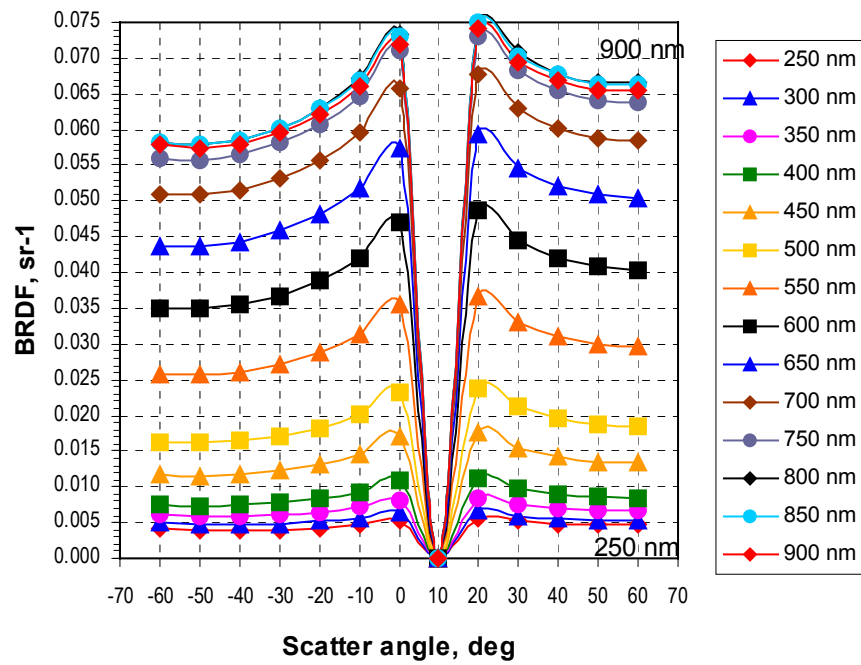 0.075
0.070
0.065
0.060
0.055
0.050
0.045
0.040
0.035
0.030
0.025
0.020
0.015
0.010
0.005
0.000
BRDF, sr-1
900 nm
250 nm
-70 -60 -50 -40 -30 -20 -10 0 10 20 30 40 50 60 70
Scatter angle, deg
250 nm
300 nm
350 nm
400 nm
450 nm
500 nm
550 nm
600 nm
650 nm
700 nm
750 nm
800 nm
850 nm
900 nm